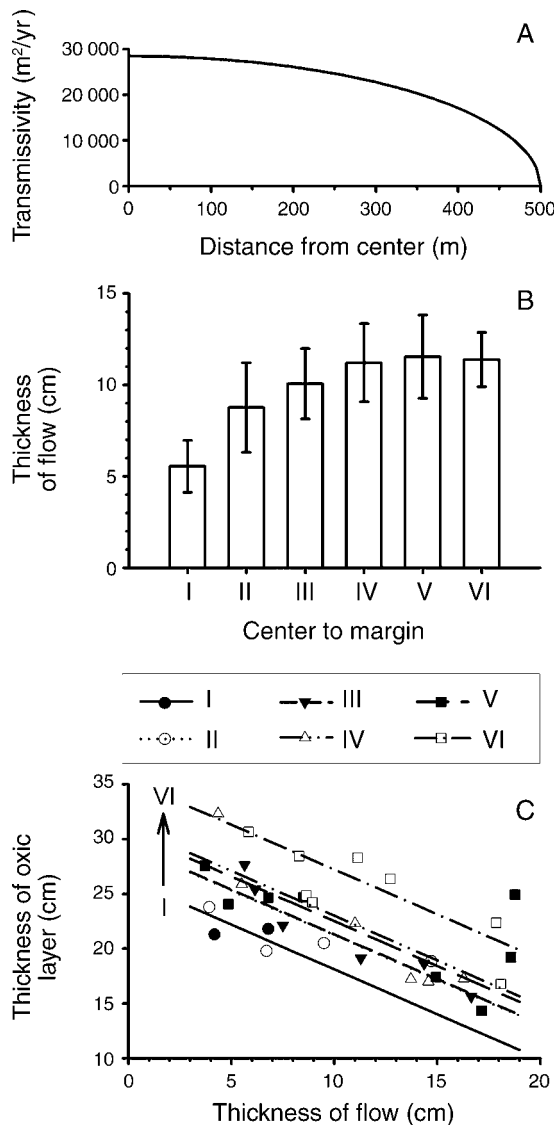 A
Transmissivity (m²/yr)
30 000
20 000
10 000
0
0 100 200 300 400 500
Distance from center (m)
B
Thickness
of flow (cm)
15
10
5
0
I II III IV V VI
Center to margin
I III V
II IV VI
C
Thickness of oxic
layer (cm)
35
30
25
20
15
10
VI
I
0 5 10 15 20
Thickness of flow (cm)